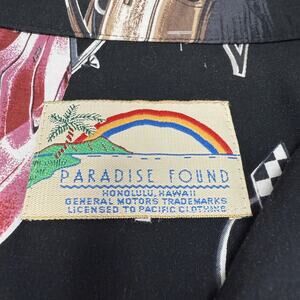 PARADISE FOUND
HONOLULU, HAWAII
GENERAL MOTORS TRADEMARKS
LICENSED TO PACIFIC CLOTHING